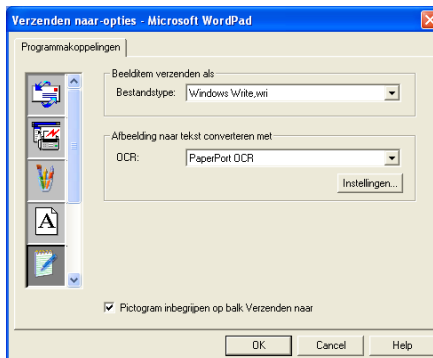 Verzenden naar-opties - Microsoft WordPad
Programmakoppelingen
Beelditem verzenden als
Bestandstype: Windows Write,wri
Afbeelding naar tekst converteren met
OCR: PaperPort OCR
Instellingen...
A
Pictogram inbegrijpen op balk Verzenden naar
OK Cancel Help